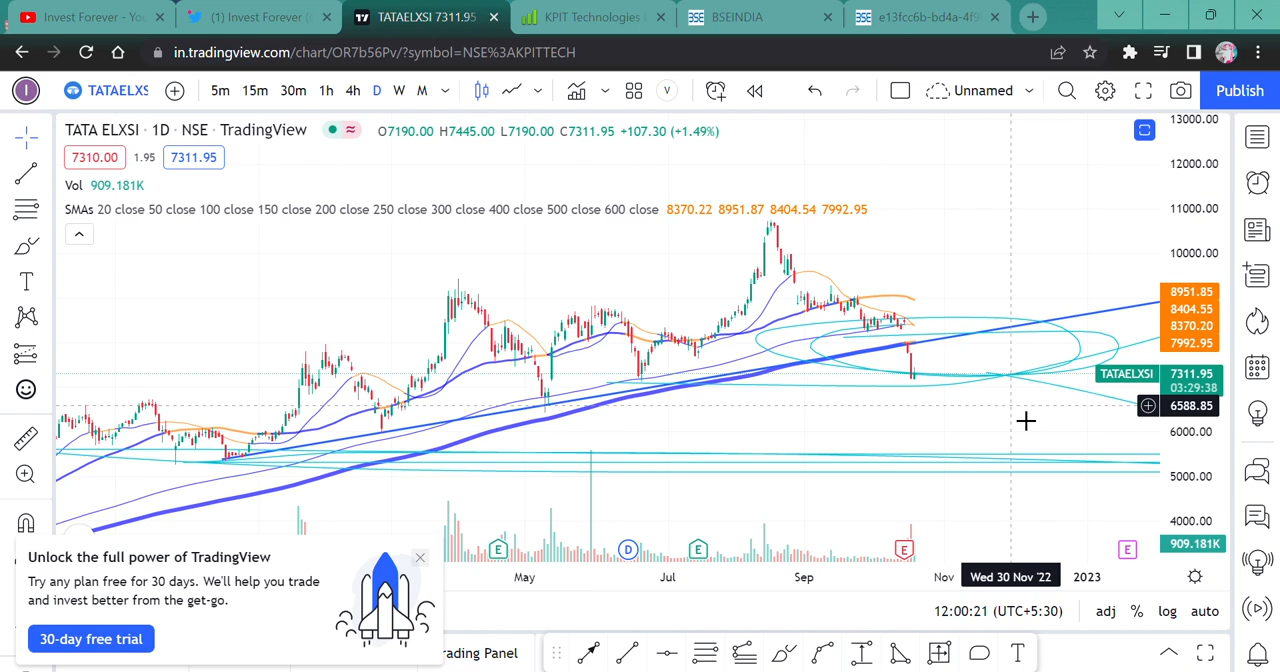 Invest Forever - Yo
(1) Invest Forever (
TATAELXSI 7311.95
KPIT Technologies
BSEINDIA
e13fcc6b-bd4a-4f9
in.tradingview.com/chart/OR7b56Pv/?symbol=NSE%3AKPITTECH
I TATAELXS 5m 15m 30m 1h 4h D W M V Unnamed Publish
TATA ELXSI · 1D · NSE · TradingView O7190.00 H7445.00 L7190.00 C7311.95 +107.30 (+1.49%)
7310.00 1.95 7311.95
Vol 909.181K
SMAs 20 close 50 close 100 close 150 close 200 close 250 close 300 close 400 close 500 close 600 close 8370.22 8951.87 8404.54 7992.95
13000.00
12000.00
11000.00
10000.00
8951.85
8404.55
8370.20
7992.95
TATAELXSI 7311.95
03:29:38
6588.85
6000.00
5000.00
4000.00
909.181K
E D E E E
May Jul Sep Nov Wed 30 Nov '22 2023
12:00:21 (UTC+5:30) adj % log auto
Unlock the full power of TradingView
Try any plan free for 30 days. We'll help you trade
and invest better from the get-go.
30-day free trial
rading Panel
T